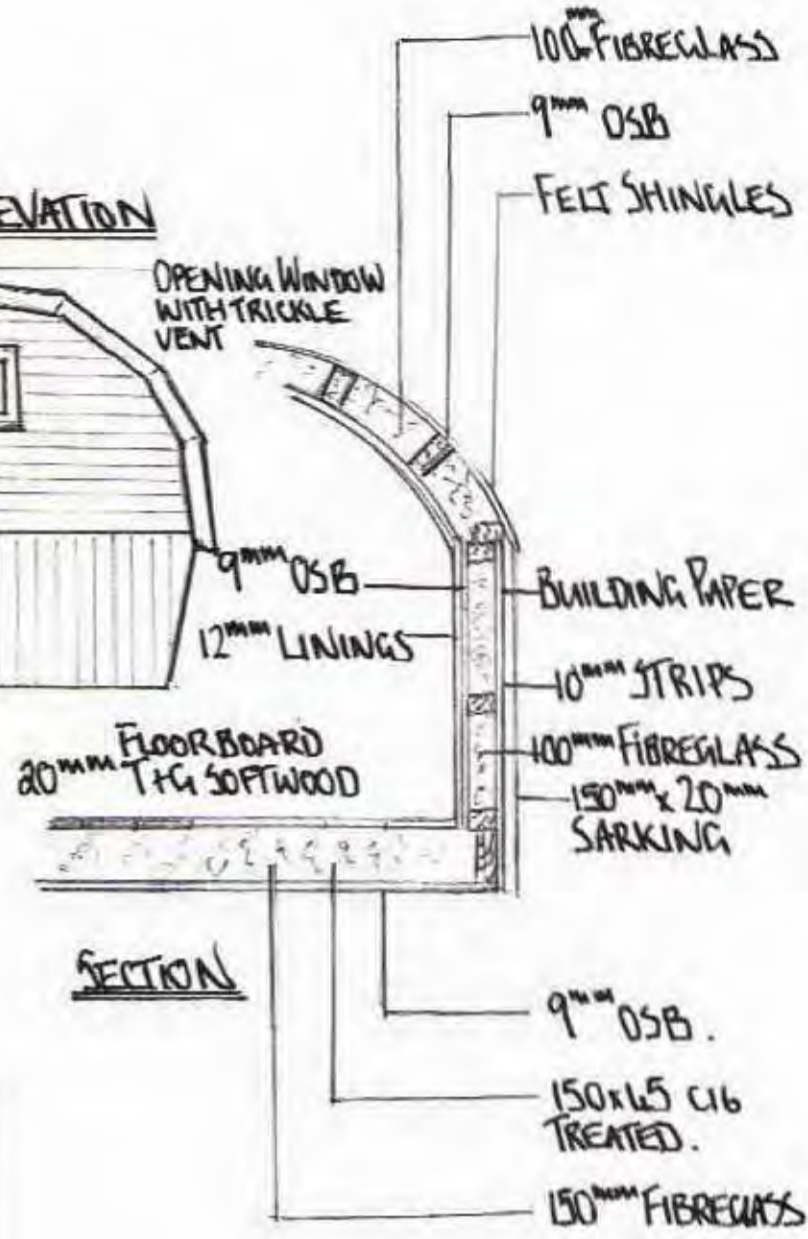 100mm FIBREGLASS
9mm OSB
FELT SHINGLES
EVATION
OPENING WINDOW
WITH TRICKLE
VENT
9mm OSB
12mm LININGS
BUILDING PAPER
10mm STRIPS
100mm FIBREGLASS
150mm x 20mm
SARKING
FLOORBOARD
20mm T+G SOFTWOOD
SECTION
9mm OSB.
150x45 C16
TREATED.
150mm FIBREGLASS